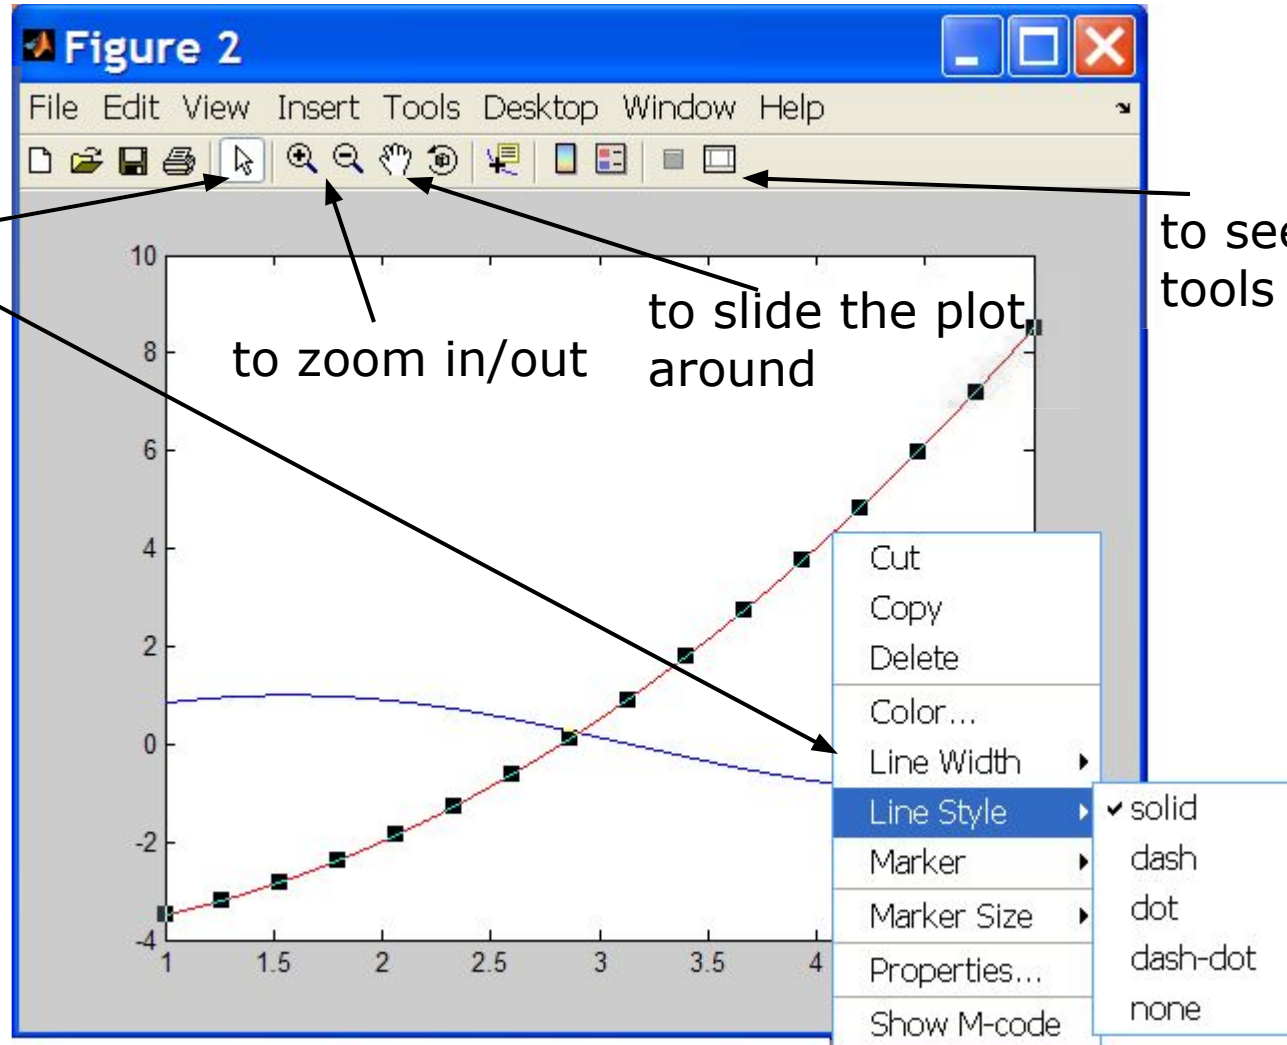 Figure 2
File Edit View Insert Tools Desktop Window Help
to see
tools
to slide the plot
around
to zoom in/out
10
8
6
4
2
0
-2
-4
1 1.5 2 2.5 3 3.5 4
Cut
Copy
Delete
Color...
Line Width
Line Style
Marker
Marker Size
Properties...
Show M-code
solid
dash
dot
dash-dot
none